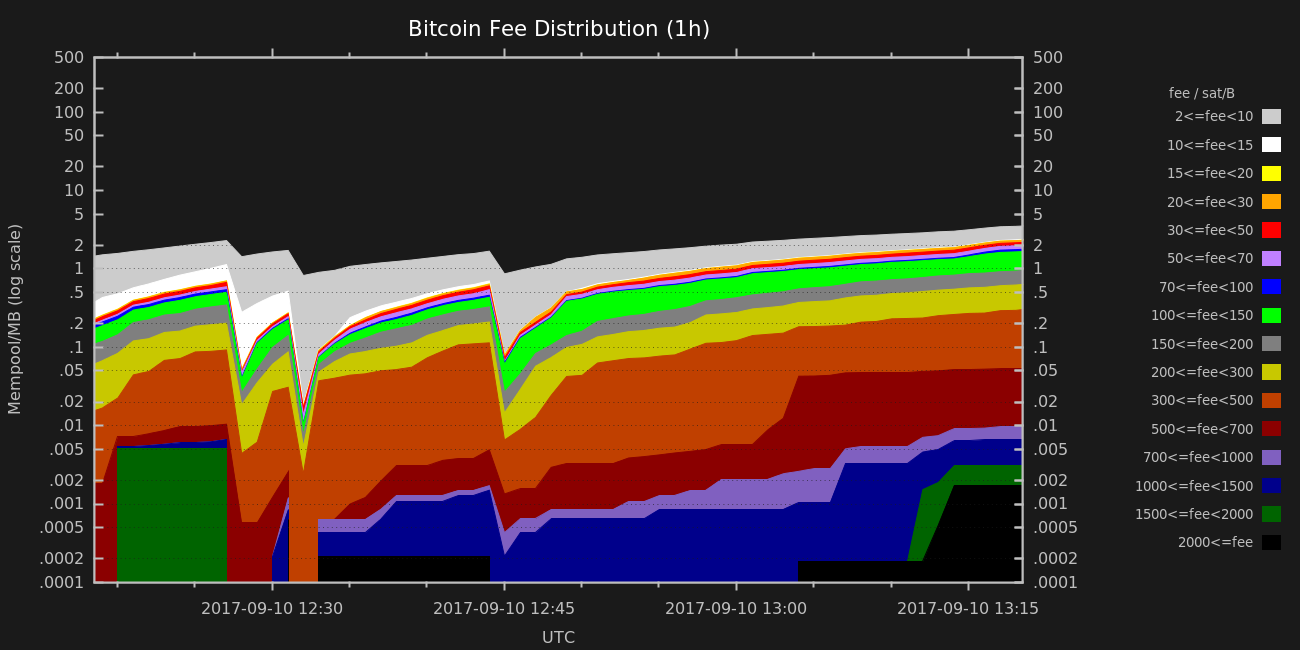 Bitcoin Fee Distribution (1h)
500
200
100
50
20
10
5
2
1
.5
.2
.1
.05
.02
.01
.005
.002
.001
.0005
.0002
.0001
Mempool/MB (log scale)
500
200
100
50
20
10
5
2
1
.5
.2
.1
.05
.02
.01
.005
.002
.001
.0005
.0002
.0001
2017-09-10 12:30
2017-09-10 12:45
2017-09-10 13:00
2017-09-10 13:15
UTC
fee / sat/B
2<=fee<10
10<=fee<15
15<=fee<20
20<=fee<30
30<=fee<50
50<=fee<70
70<=fee<100
100<=fee<150
150<=fee<200
200<=fee<300
300<=fee<500
500<=fee<700
700<=fee<1000
1000<=fee<1500
1500<=fee<2000
2000<=fee